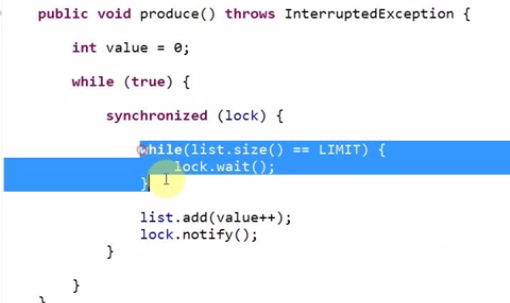 public void produce() throws InterruptedException {
int value = 0;
while (true) {
synchronized (lock) {
while(list.size() == LIMIT) {
lock.wait();
}
list.add(value++);
lock.notify();
}
}
}